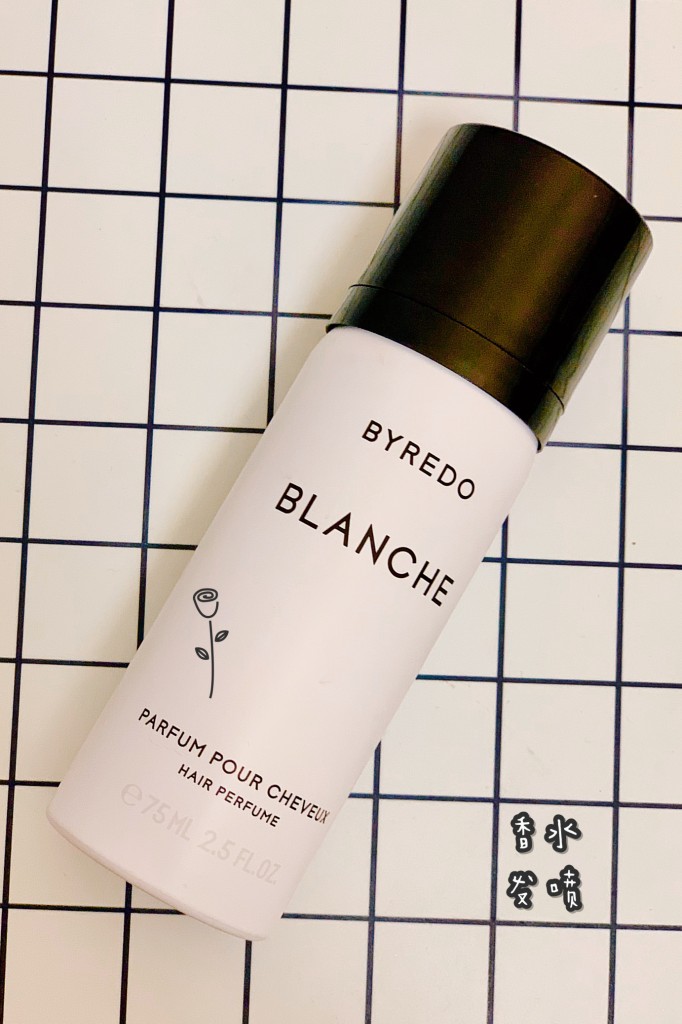 BYREDO
BLANCHE
PARFUM POUR CHEVEUX
HAIR PERFUME
℮75ML 2.5 FL.OZ.
香水
发喷